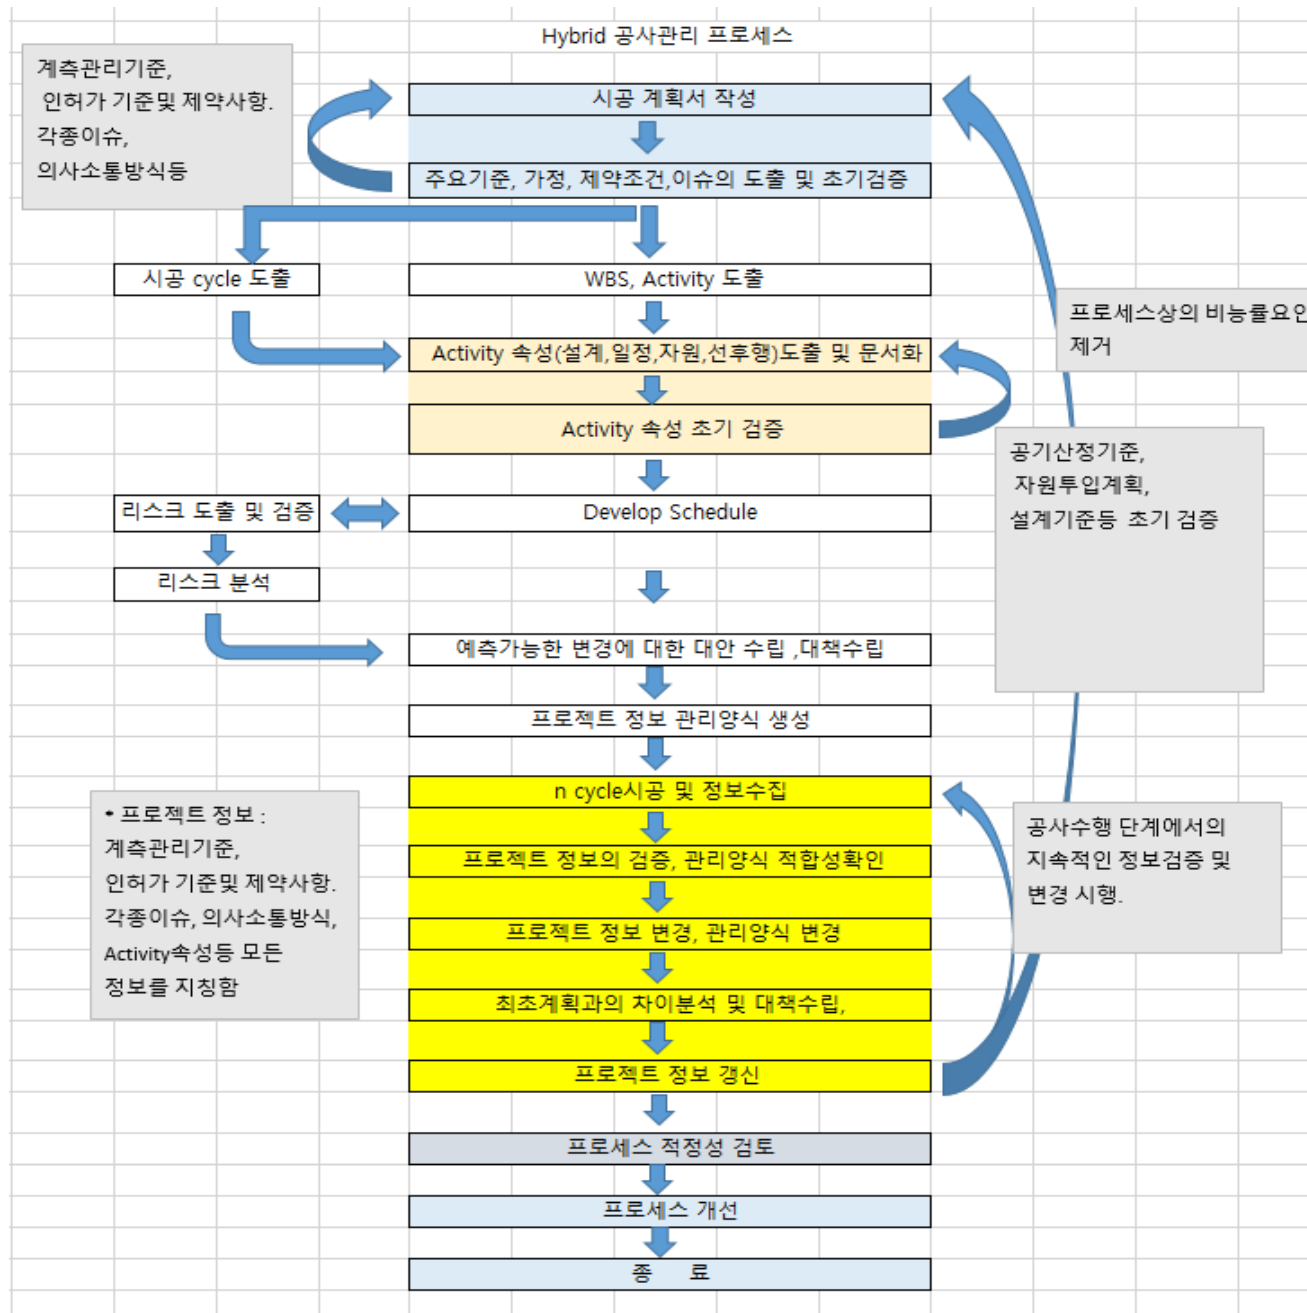 Hybrid 공사관리 프로세스
계측관리기준,
인허가 기준및 제약사항.
각종이슈,
의사소통방식등
시공 계획서 작성
주요기준, 가정, 제약조건,이슈의 도출 및 초기검증
시공 cycle 도출
WBS, Activity 도출
프로세스상의 비능률요인
제거
Activity 속성(설계,일정,자원,선후행)도출 및 문서화
Activity 속성 초기 검증
공기산정기준,
자원투입계획,
설계기준등 초기 검증
리스크 도출 및 검증
Develop Schedule
리스크 분석
예측가능한 변경에 대한 대안 수립 ,대책수립
프로젝트 정보 관리양식 생성
n cycle시공 및 정보수집
* 프로젝트 정보 :
계측관리기준,
인허가 기준및 제약사항.
각종이슈, 의사소통방식,
Activity속성등 모든
정보를 지칭함
공사수행 단계에서의
지속적인 정보검증 및
변경 시행.
프로젝트 정보의 검증, 관리양식 적합성확인
프로젝트 정보 변경, 관리양식 변경
최초계획과의 차이분석 및 대책수립,
프로젝트 정보 갱신
프로세스 적정성 검토
프로세스 개선
종 료